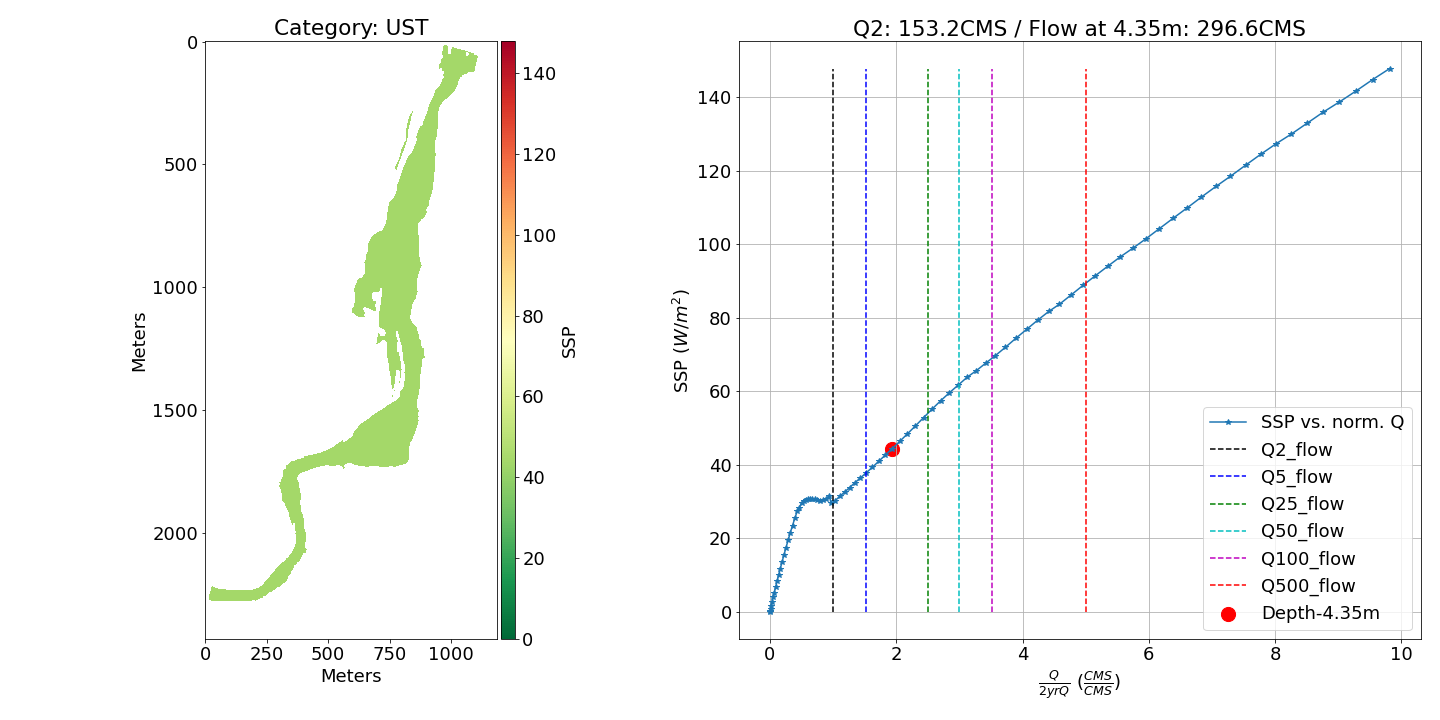 Category: UST
0
500
1000
1500
2000
Meters
0
250
500
750
1000
Meters
140
120
100
80
60
40
20
0
SSP
Q2: 153.2CMS / Flow at 4.35m: 296.6CMS
140
120
100
80
60
40
20
0
SSP (W/m²)
0
2
4
6
8
10
Q/2yrQ (CMS/CMS)
SSP vs. norm. Q
Q2_flow
Q5_flow
Q25_flow
Q50_flow
Q100_flow
Q500_flow
Depth-4.35m